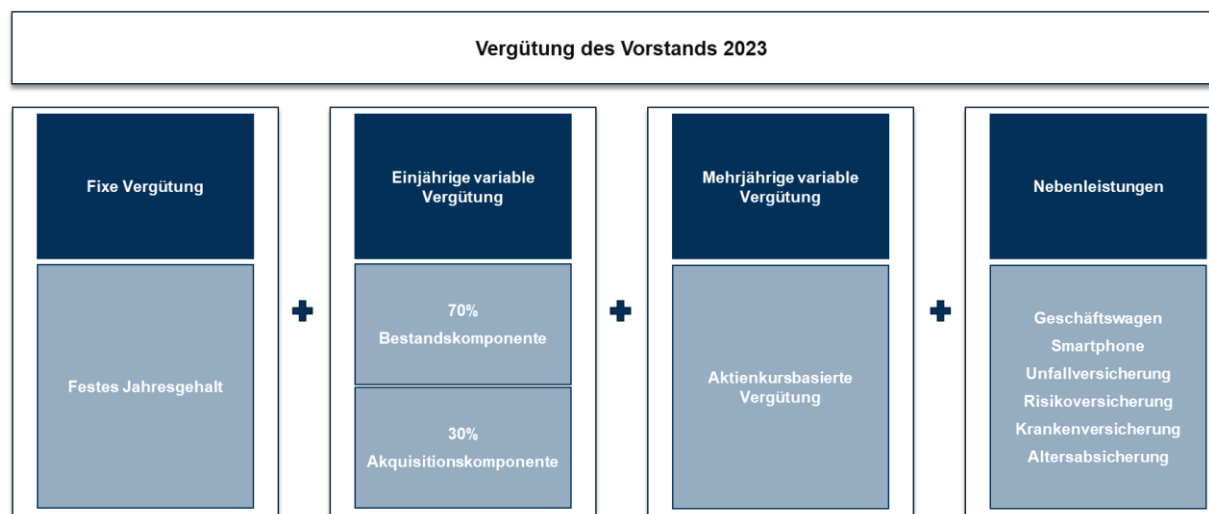 Vergütung des Vorstands 2023
Fixe Vergütung
Festes Jahresgehalt
Einjährige variable
Vergütung
70%
Bestandskomponente
30%
Akquisitionskomponente
Mehrjährige variable
Vergütung
Aktienkursbasierte
Vergütung
Nebenleistungen
Geschäftswagen
Smartphone
Unfallversicherung
Risikoversicherung
Krankenversicherung
Altersabsicherung